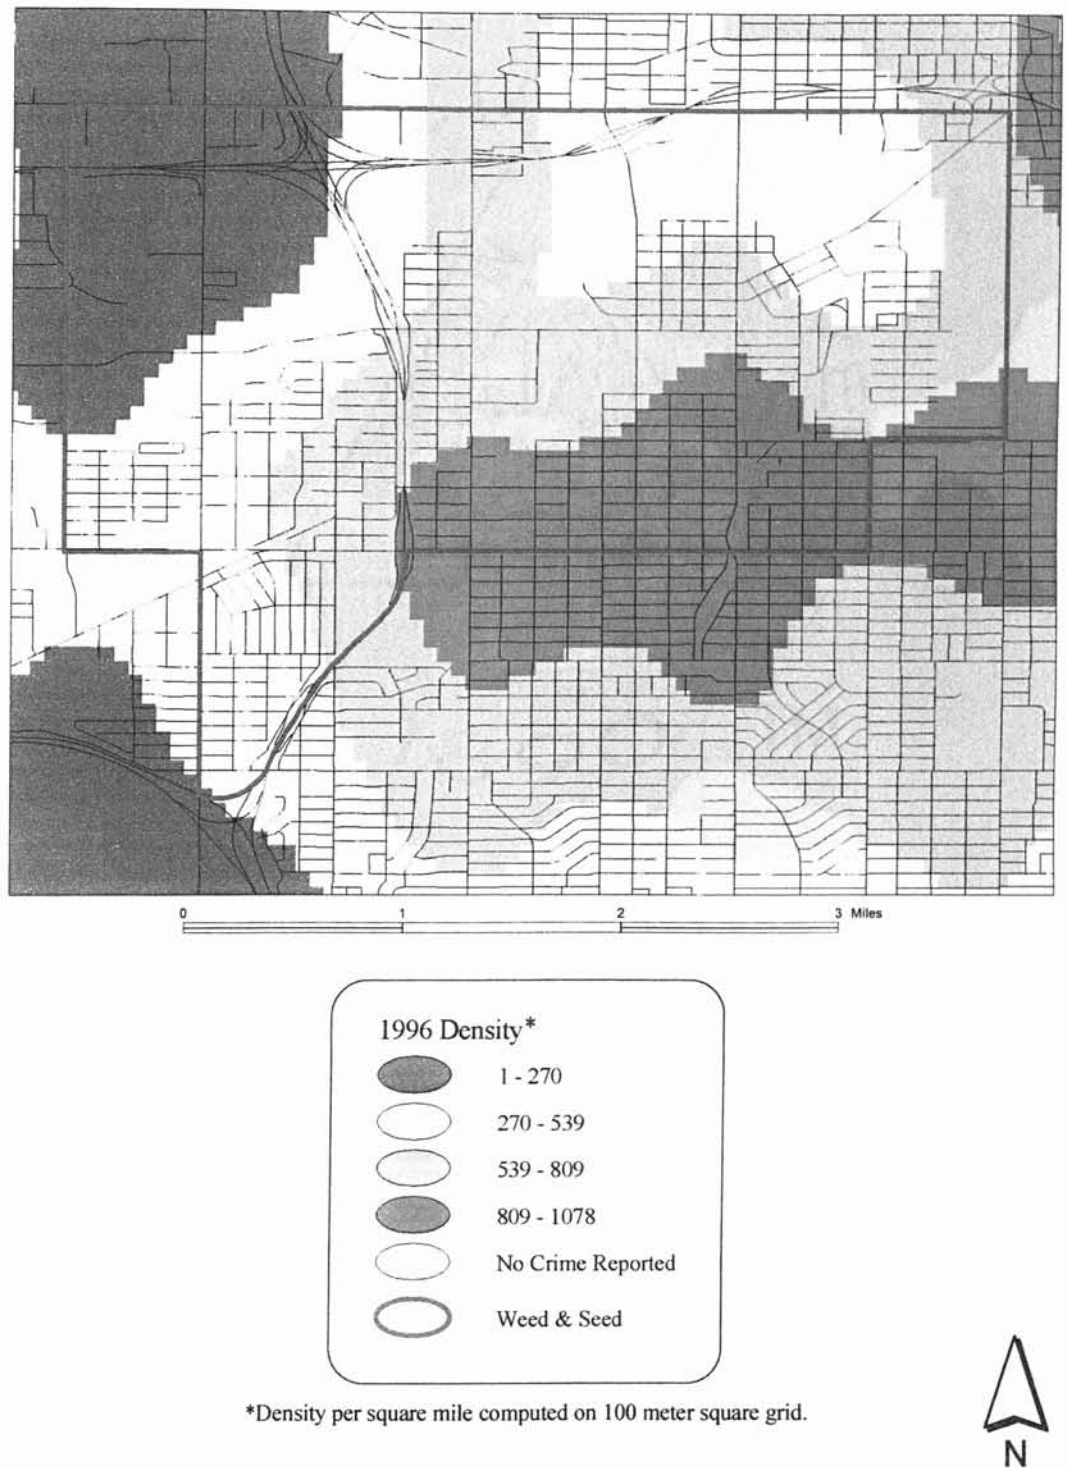 0 1 2 3 Miles
1996 Density*
1 - 270
270 - 539
539 - 809
809 - 1078
No Crime Reported
Weed & Seed
*Density per square mile computed on 100 meter square grid.
N